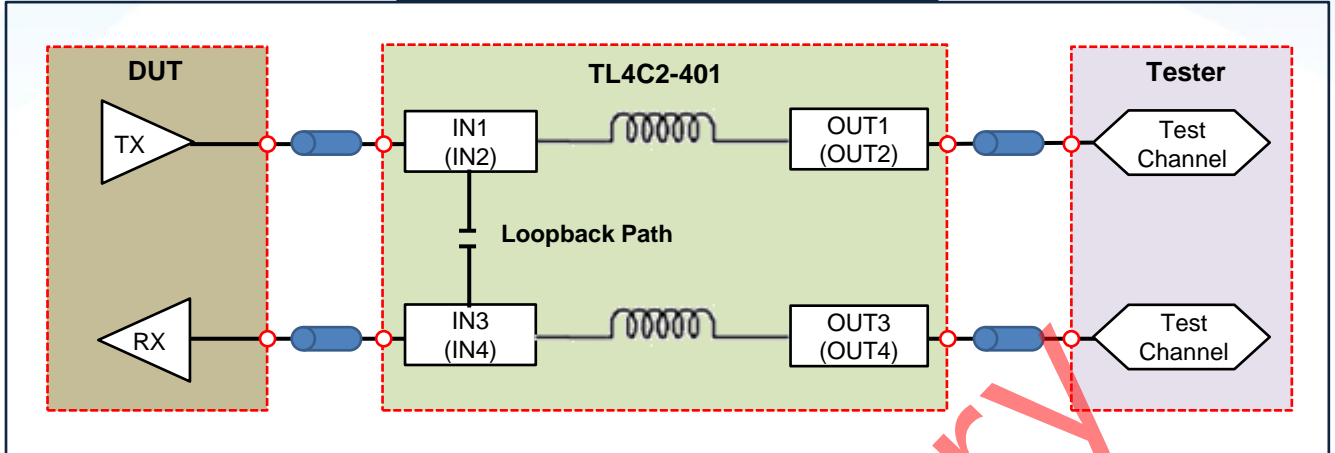 DUT
TL4C2-401
Tester
TX
IN1
(IN2)
OUT1
(OUT2)
Test
Channel
Loopback Path
RX
IN3
(IN4)
OUT3
(OUT4)
Test
Channel
ry